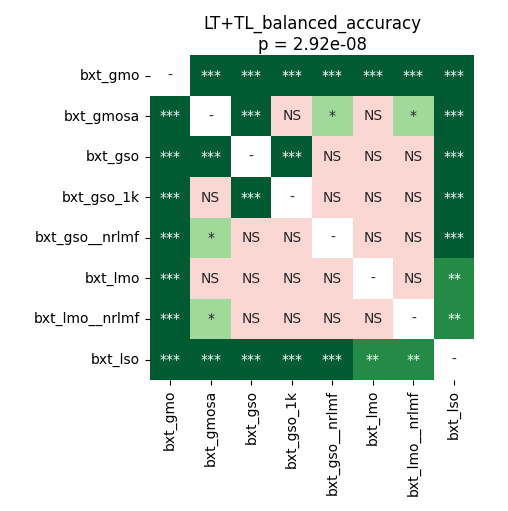 LT+TL_balanced_accuracy
p = 2.92e-08
bxt_gmo - *** *** *** *** *** *** ***
bxt_gmosa *** - *** NS * NS * ***
bxt_gso *** *** - *** NS NS NS ***
bxt_gso_1k *** NS *** - NS NS NS ***
bxt_gso__nrlmf *** * NS NS - NS NS ***
bxt_lmo *** NS NS NS NS - NS **
bxt_lmo__nrlmf *** * NS NS NS NS - **
bxt_lso *** *** *** *** *** ** ** -
bxt_gmo
bxt_gmosa
bxt_gso
bxt_gso_1k
bxt_gso__nrlmf
bxt_lmo
bxt_lmo__nrlmf
bxt_lso